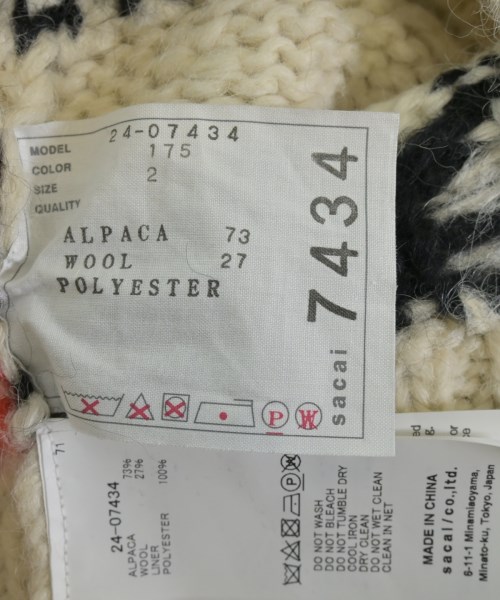 MODEL 24-07434
COLOR 175
SIZE 2
QUALITY
ALPACA 73
WOOL 27
POLYESTER
sacai 7434
P W
71
24-07434
ALPACA 73%
WOOL 27%
LINER
POLYESTER 100%
P W
DO NOT WASH
DO NOT BLEACH
DO NOT TUMBLE DRY
COOL IRON
DRY CLEAN
DO NOT WET CLEAN
CLEAN IN NET
MADE IN CHINA
sacai/co.,ltd.
6-11-1 Minamiaoyama,
Minato-ku, Tokyo, Japan
or